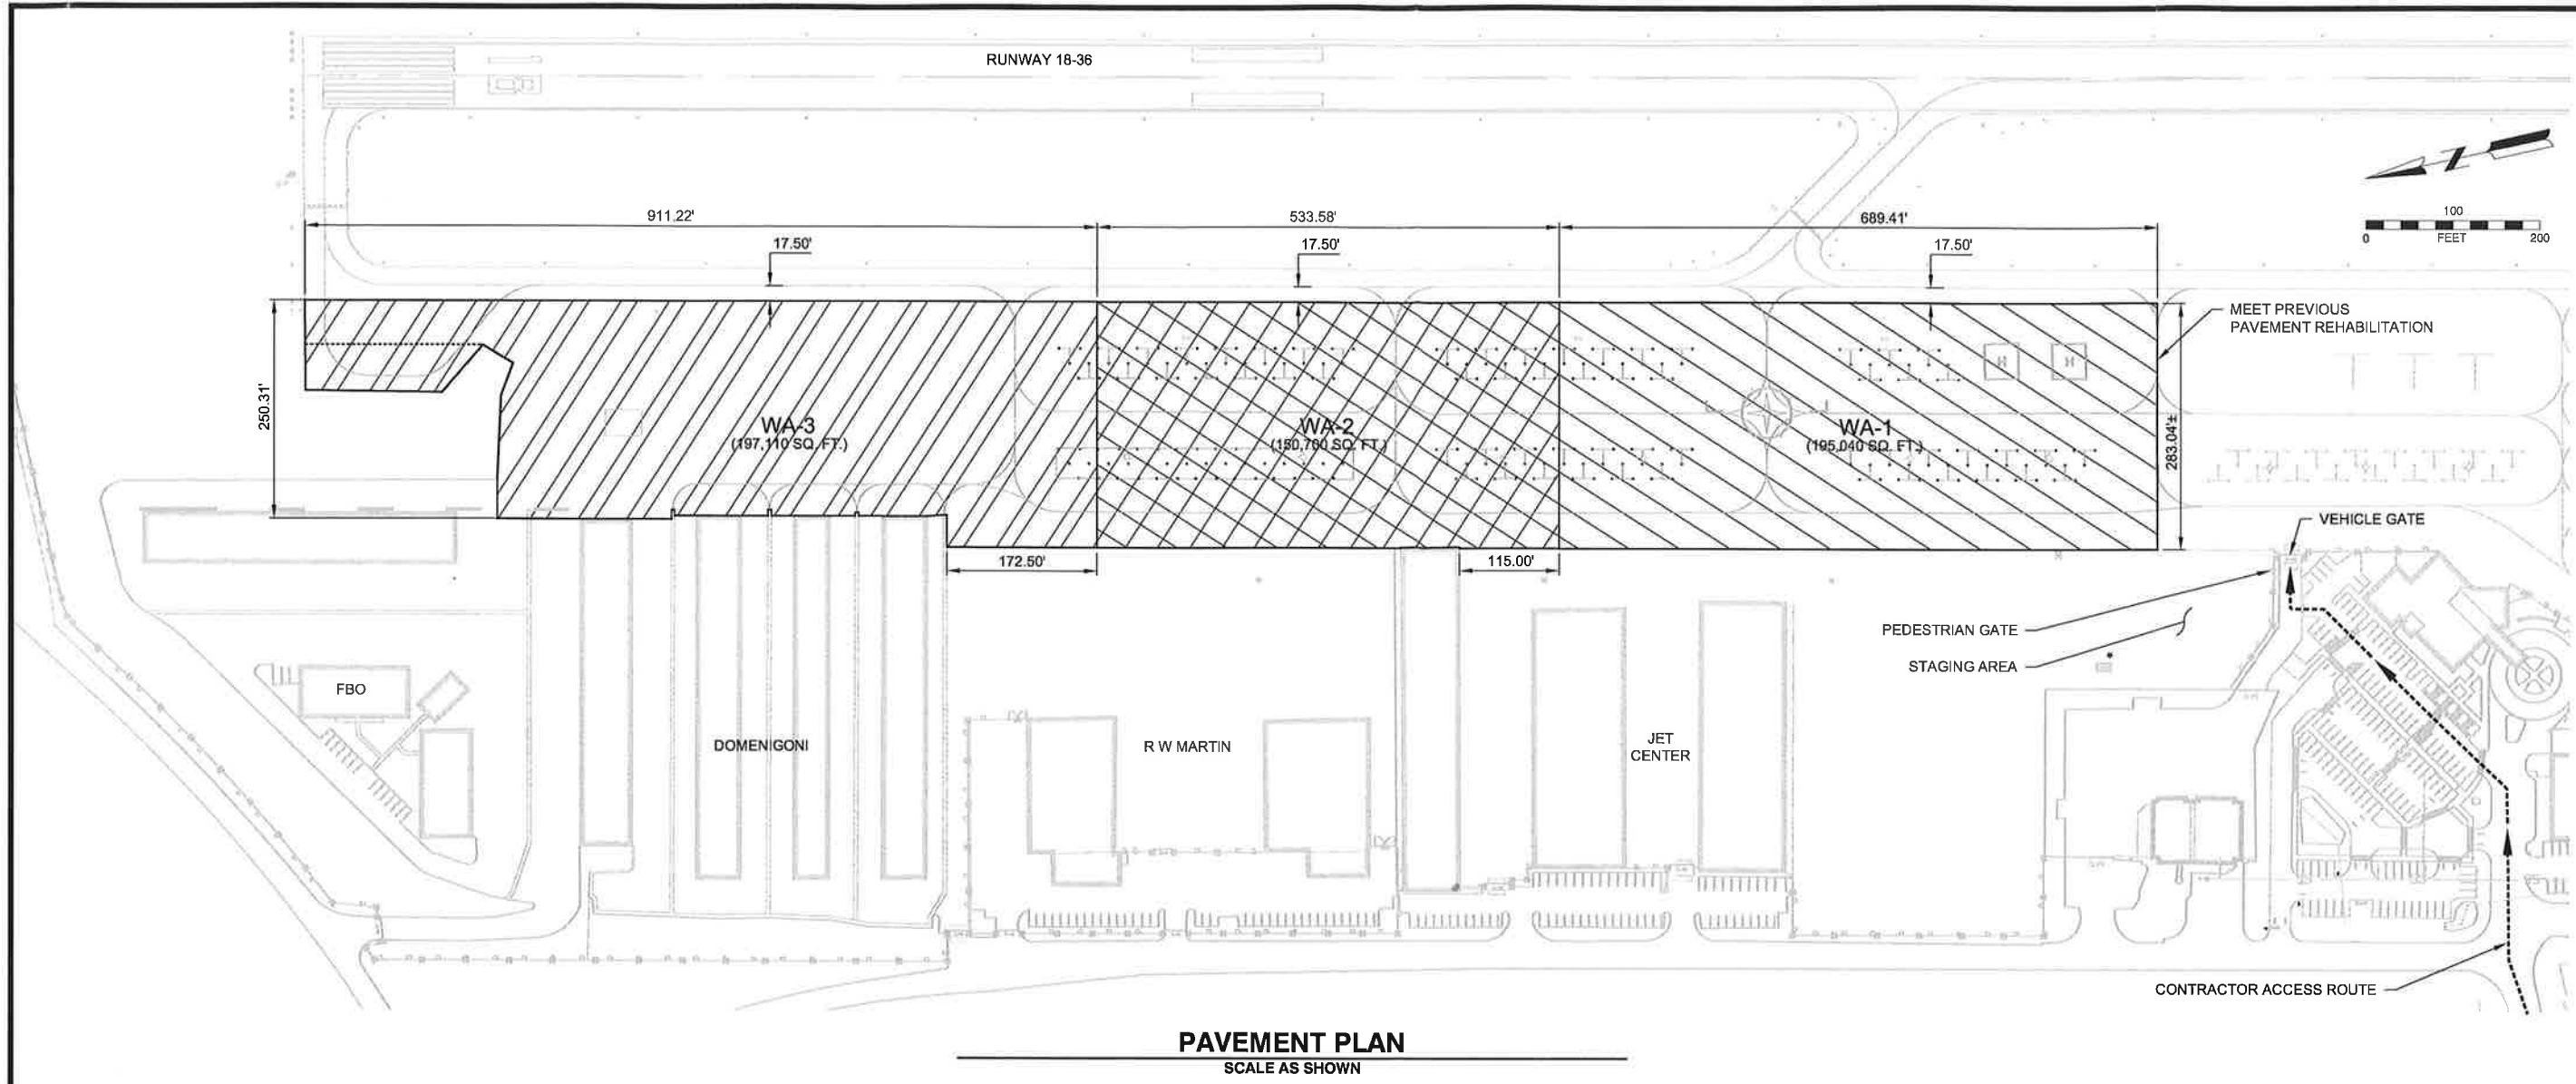 RUNWAY 18-36
911.22'
533.58'
689.41'
17.50'
17.50'
17.50'
100
0 FEET 200
MEET PREVIOUS
PAVEMENT REHABILITATION
250.31'
283.04'±
WA-3
(197,110 SQ. FT.)
WA-2
(150,700 SQ. FT.)
WA-1
(195,040 SQ. FT.)
H
H
172.50'
115.00'
VEHICLE GATE
PEDESTRIAN GATE
STAGING AREA
FBO
DOMENIGONI
R W MARTIN
JET
CENTER
CONTRACTOR ACCESS ROUTE
PAVEMENT PLAN
SCALE AS SHOWN